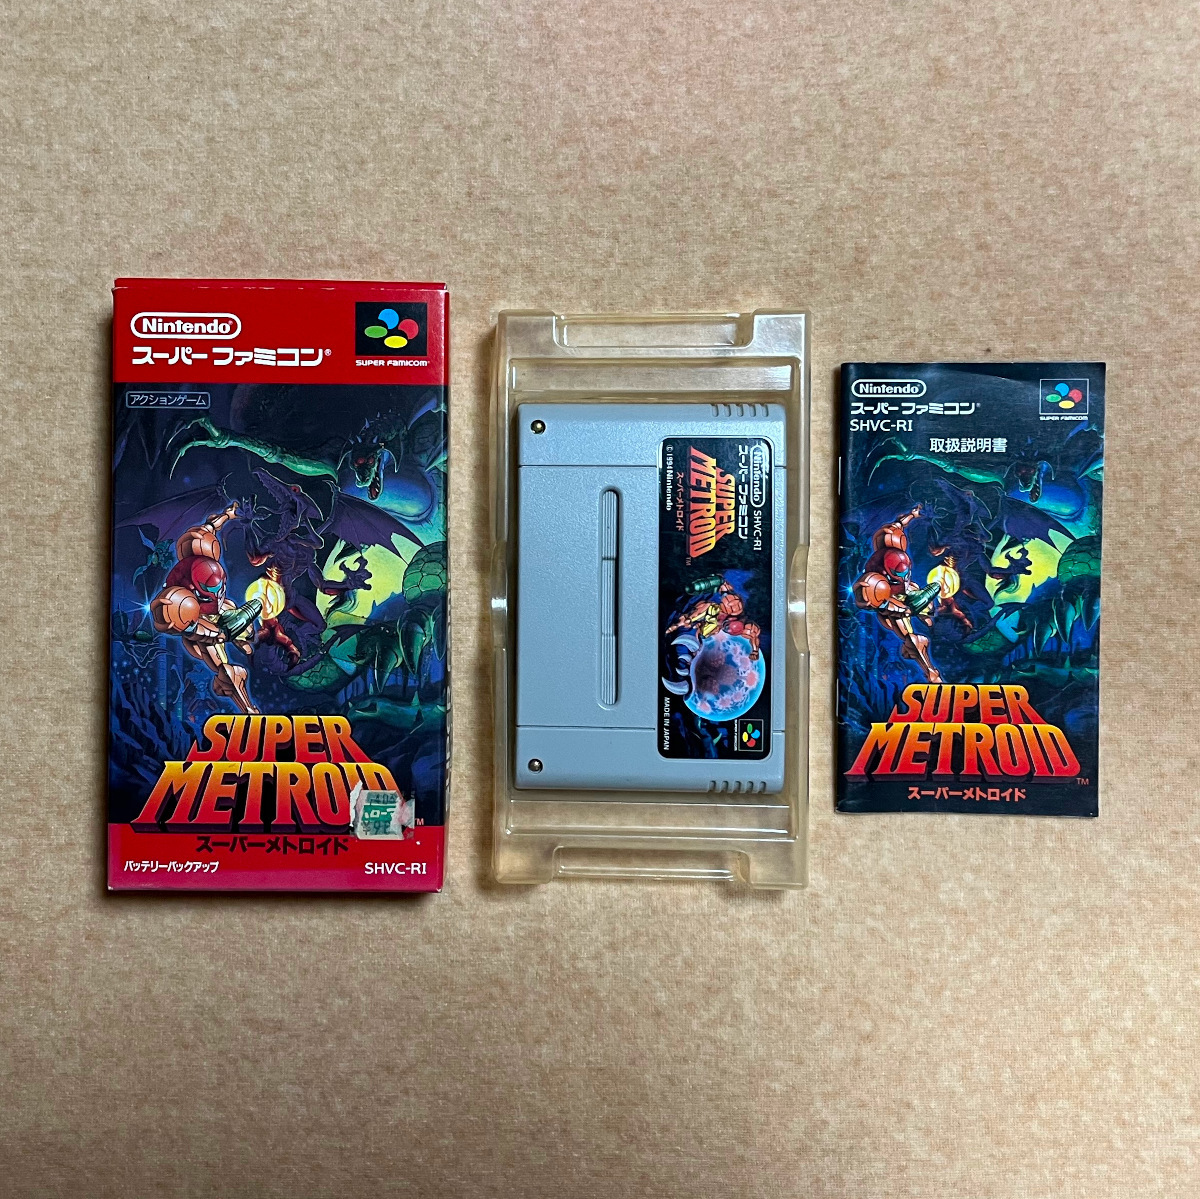 Nintendo
スーパーファミコン®
SUPER FAMICOM
アクションゲーム
SUPER
METROID
スーパーメトロイド
バッテリーバックアップ
SHVC-RI
Nintendo SHVC-RI
スーパーファミコン
SUPER
METROID™
スーパーメトロイド
©1994 Nintendo
SUPER FAMICOM
MADE IN JAPAN
Nintendo
スーパーファミコン
SUPER FAMICOM
SHVC-RI
取扱説明書
SUPER
METROID™
スーパーメトロイド